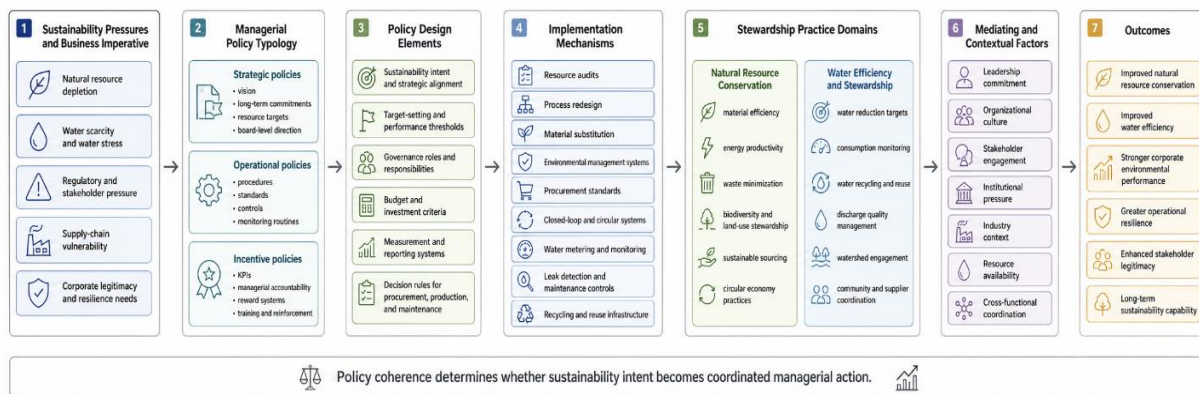 1
Sustainability Pressures
and Business Imperative
Natural resource
depletion
Water scarcity
and water stress
Regulatory and
stakeholder pressure
Supply-chain
vulnerability
Corporate legitimacy
and resilience needs
2
Managerial
Policy Typology
Strategic policies
• vision
• long-term commitments
• resource targets
• board-level direction
Operational policies
• procedures
• standards
• controls
• monitoring routines
Incentive policies
• KPIs
• managerial accountability
• reward systems
• training and reinforcement
3
Policy Design
Elements
Sustainability intent
and strategic alignment
Target-setting and
performance thresholds
Governance roles and
responsibilities
Budget and
investment criteria
Measurement and
reporting systems
Decision rules for
procurement, production,
and maintenance
4
Implementation
Mechanisms
Resource audits
Process redesign
Material substitution
Environmental management systems
Procurement standards
Closed-loop and circular systems
Water metering and monitoring
Leak detection and
maintenance controls
Recycling and reuse infrastructure
5
Stewardship Practice Domains
Natural Resource
Conservation
material efficiency
energy productivity
waste minimization
biodiversity and
land-use stewardship
sustainable sourcing
circular economy
practices
Water Efficiency
and Stewardship
water reduction targets
consumption monitoring
water recycling and reuse
discharge quality
management
watershed engagement
community and supplier
coordination
6
Mediating and
Contextual Factors
Leadership
commitment
Organizational
culture
Stakeholder
engagement
Institutional
pressure
Industry
context
Resource
availability
Cross-functional
coordination
7
Outcomes
Improved natural
resource conservation
Improved
water efficiency
Stronger corporate
environmental
performance
Greater operational
resilience
Enhanced stakeholder
legitimacy
Long-term
sustainability capability
Policy coherence determines whether sustainability intent becomes coordinated managerial action.